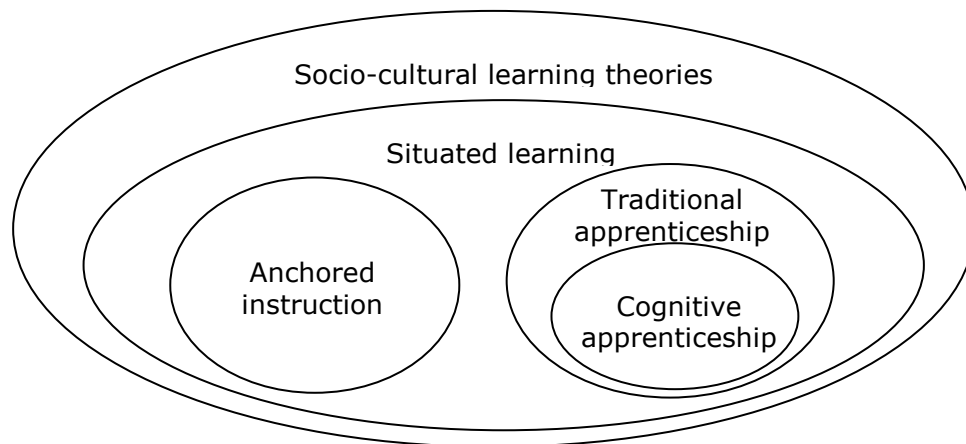 Socio-cultural learning theories
Situated learning
Traditional
apprenticeship
Anchored
instruction
Cognitive
apprenticeship